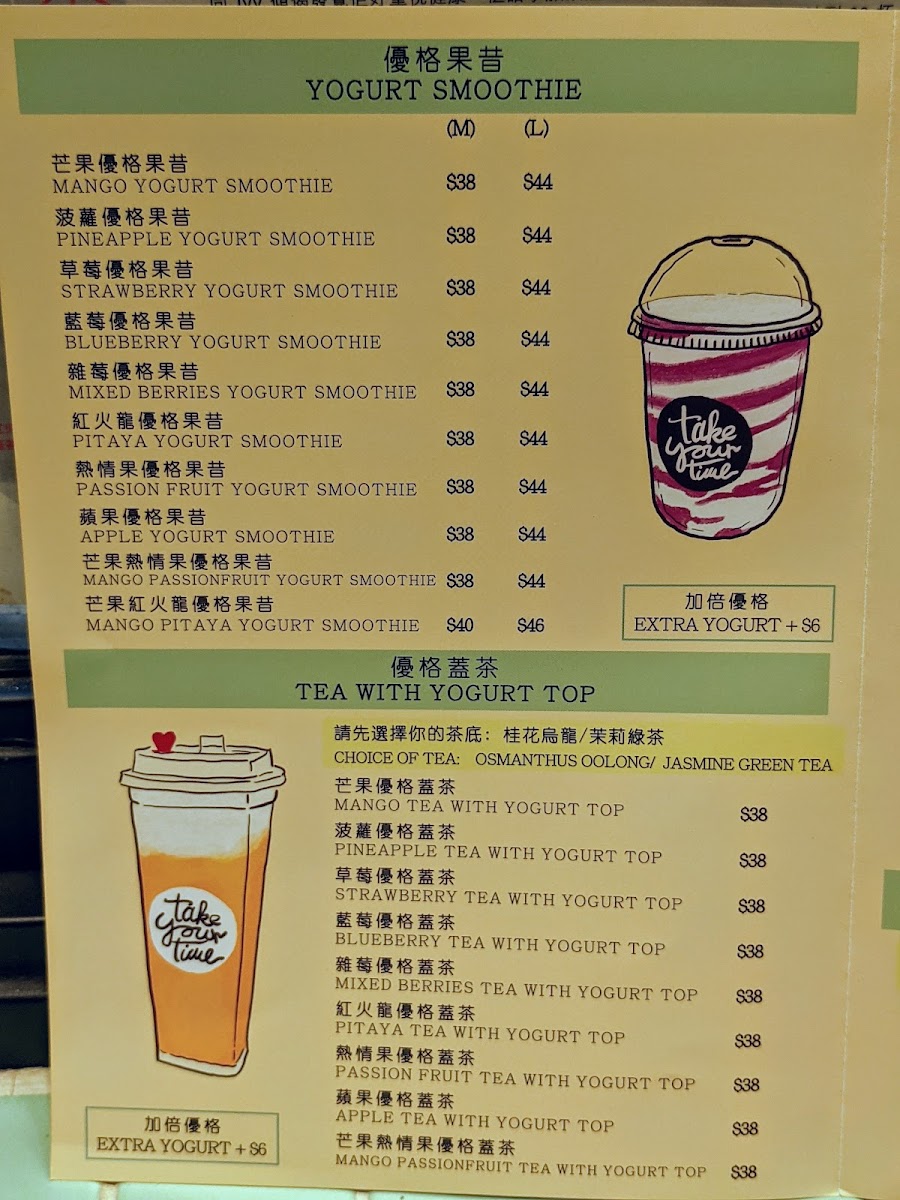 優格果昔
YOGURT SMOOTHIE
(M) (L)
芒果優格果昔
MANGO YOGURT SMOOTHIE $38 $44
菠蘿優格果昔
PINEAPPLE YOGURT SMOOTHIE $38 $44
草莓優格果昔
STRAWBERRY YOGURT SMOOTHIE $38 $44
藍莓優格果昔
BLUEBERRY YOGURT SMOOTHIE $38 $44
雜莓優格果昔
MIXED BERRIES YOGURT SMOOTHIE $38 $44
紅火龍優格果昔
PITAYA YOGURT SMOOTHIE $38 $44
熱情果優格果昔
PASSION FRUIT YOGURT SMOOTHIE $38 $44
蘋果優格果昔
APPLE YOGURT SMOOTHIE $38 $44
芒果熱情果優格果昔
MANGO PASSIONFRUIT YOGURT SMOOTHIE $38 $44
芒果紅火龍優格果昔
MANGO PITAYA YOGURT SMOOTHIE $40 $46
take
your
time
加倍優格
EXTRA YOGURT + $6
優格蓋茶
TEA WITH YOGURT TOP
請先選擇你的茶底: 桂花烏龍/茉莉綠茶
CHOICE OF TEA: OSMANTHUS OOLONG/ JASMINE GREEN TEA
芒果優格蓋茶
MANGO TEA WITH YOGURT TOP $38
菠蘿優格蓋茶
PINEAPPLE TEA WITH YOGURT TOP $38
草莓優格蓋茶
STRAWBERRY TEA WITH YOGURT TOP $38
藍莓優格蓋茶
BLUEBERRY TEA WITH YOGURT TOP $38
雜莓優格蓋茶
MIXED BERRIES TEA WITH YOGURT TOP $38
紅火龍優格蓋茶
PITAYA TEA WITH YOGURT TOP $38
熱情果優格蓋茶
PASSION FRUIT TEA WITH YOGURT TOP $38
蘋果優格蓋茶
APPLE TEA WITH YOGURT TOP $38
芒果熱情果優格蓋茶
MANGO PASSIONFRUIT TEA WITH YOGURT TOP $38
take
your
time
加倍優格
EXTRA YOGURT + $6